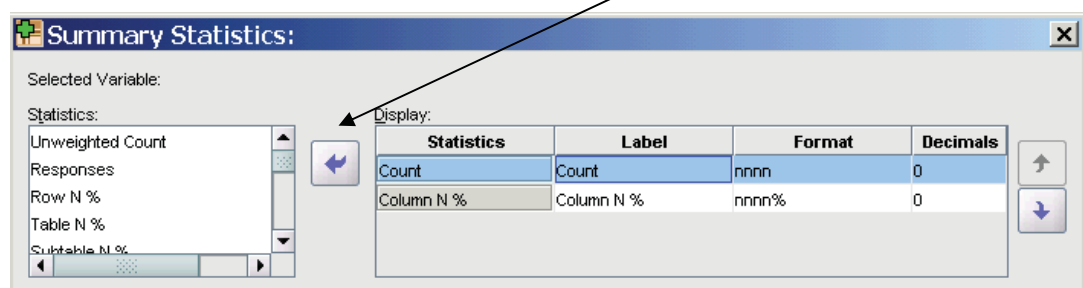 Summary Statistics:
Selected Variable:
Statistics:
Display:
Unweighted Count
Responses
Row N %
Table N %
Subtable N %
Statistics Label Format Decimals
Count Count nnnn 0
Column N % Column N % nnnn% 0